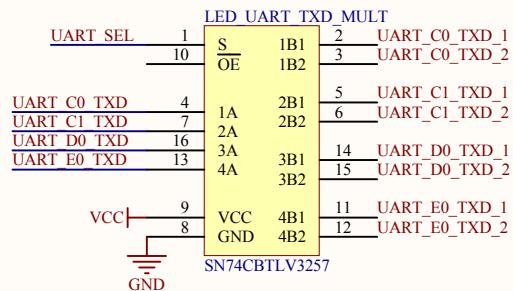 LED_UART_TXD_MULT
UART_SEL 1 S 1B1 2 UART_C0_TXD_1
10 OE 1B2 3 UART_C0_TXD_2
UART_C0_TXD 4 1A 2B1 5 UART_C1_TXD_1
UART_C1_TXD 7 2A 2B2 6 UART_C1_TXD_2
UART_D0_TXD 16 3A 3B1 14 UART_D0_TXD_1
UART_E0_TXD 13 4A 3B2 15 UART_D0_TXD_2
VCC 9 VCC 4B1 11 UART_E0_TXD_1
8 GND 4B2 12 UART_E0_TXD_2
SN74CBTLV3257
GND